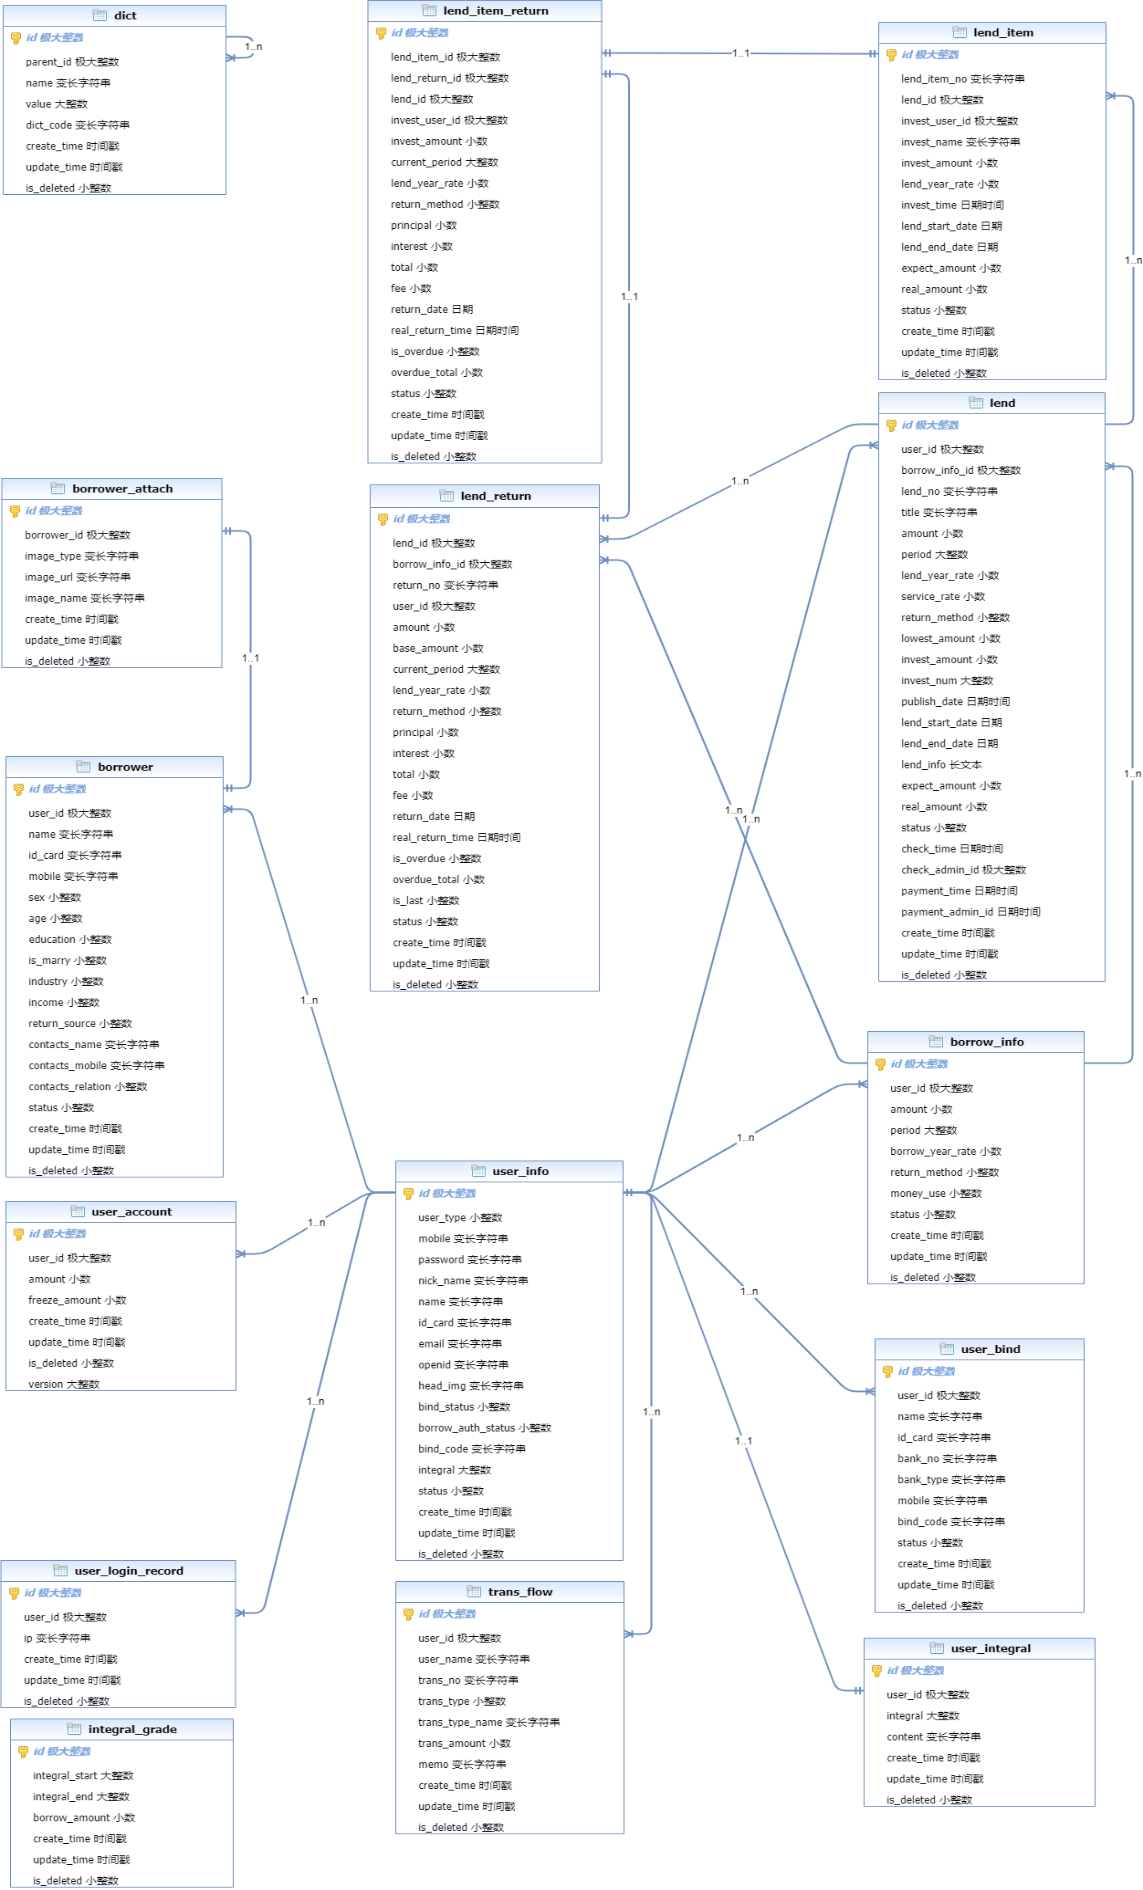 dict
id 极大整数
parent_id 极大整数
name 变长字符串
value 大整数
dict_code 变长字符串
create_time 时间戳
update_time 时间戳
is_deleted 小整数
1..n
lend_item_return
id 极大整数
lend_item_id 极大整数
lend_return_id 极大整数
lend_id 极大整数
invest_user_id 极大整数
invest_amount 小数
current_period 大整数
lend_year_rate 小数
return_method 小整数
principal 小数
interest 小数
total 小数
fee 小数
return_date 日期
real_return_time 日期时间
is_overdue 小整数
overdue_total 小数
status 小整数
create_time 时间戳
update_time 时间戳
is_deleted 小整数
1..1
1..1
lend_item
id 极大整数
lend_item_no 变长字符串
lend_id 极大整数
invest_user_id 极大整数
invest_name 变长字符串
invest_amount 小数
lend_year_rate 小数
invest_time 日期时间
lend_start_date 日期
lend_end_date 日期
expect_amount 小数
real_amount 小数
status 小整数
create_time 时间戳
update_time 时间戳
is_deleted 小整数
1..n
lend
id 极大整数
user_id 极大整数
borrow_info_id 极大整数
lend_no 变长字符串
title 变长字符串
amount 小数
period 大整数
lend_year_rate 小数
service_rate 小数
return_method 小整数
lowest_amount 小数
invest_amount 小数
invest_num 大整数
publish_date 日期时间
lend_start_date 日期
lend_end_date 日期
lend_info 长文本
expect_amount 小数
real_amount 小数
status 小整数
check_time 日期时间
check_admin_id 极大整数
payment_time 日期时间
payment_admin_id 日期时间
create_time 时间戳
update_time 时间戳
is_deleted 小整数
1..n
1..n
borrower_attach
id 极大整数
borrower_id 极大整数
image_type 变长字符串
image_url 变长字符串
image_name 变长字符串
create_time 时间戳
update_time 时间戳
is_deleted 小整数
1..1
lend_return
id 极大整数
lend_id 极大整数
borrow_info_id 极大整数
return_no 变长字符串
user_id 极大整数
amount 小数
base_amount 小数
current_period 大整数
lend_year_rate 小数
return_method 小整数
principal 小数
interest 小数
total 小数
fee 小数
return_date 日期
real_return_time 日期时间
is_overdue 小整数
overdue_total 小数
is_last 小整数
status 小整数
create_time 时间戳
update_time 时间戳
is_deleted 小整数
1..n
1..n
borrower
id 极大整数
user_id 极大整数
name 变长字符串
id_card 变长字符串
mobile 变长字符串
sex 小整数
age 小整数
education 小整数
is_marry 小整数
industry 小整数
income 小整数
return_source 小整数
contacts_name 变长字符串
contacts_mobile 变长字符串
contacts_relation 小整数
status 小整数
create_time 时间戳
update_time 时间戳
is_deleted 小整数
1..n
borrow_info
id 极大整数
user_id 极大整数
amount 小数
period 大整数
borrow_year_rate 小数
return_method 小整数
money_use 小整数
status 小整数
create_time 时间戳
update_time 时间戳
is_deleted 小整数
1..n
user_info
id 极大整数
user_type 小整数
mobile 变长字符串
password 变长字符串
nick_name 变长字符串
name 变长字符串
id_card 变长字符串
email 变长字符串
openid 变长字符串
head_img 变长字符串
bind_status 小整数
borrow_auth_status 小整数
bind_code 变长字符串
integral 大整数
status 小整数
create_time 时间戳
update_time 时间戳
is_deleted 小整数
user_account
id 极大整数
user_id 极大整数
amount 小数
freeze_amount 小数
create_time 时间戳
update_time 时间戳
is_deleted 小整数
version 大整数
1..n
1..n
1..n
1..n
1..1
user_bind
id 极大整数
user_id 极大整数
name 变长字符串
id_card 变长字符串
bank_no 变长字符串
bank_type 变长字符串
mobile 变长字符串
bind_code 变长字符串
status 小整数
create_time 时间戳
update_time 时间戳
is_deleted 小整数
user_login_record
id 极大整数
user_id 极大整数
ip 变长字符串
create_time 时间戳
update_time 时间戳
is_deleted 小整数
trans_flow
id 极大整数
user_id 极大整数
user_name 变长字符串
trans_no 变长字符串
trans_type 小整数
trans_type_name 变长字符串
trans_amount 小数
memo 变长字符串
create_time 时间戳
update_time 时间戳
is_deleted 小整数
user_integral
id 极大整数
user_id 极大整数
integral 大整数
content 变长字符串
create_time 时间戳
update_time 时间戳
is_deleted 小整数
integral_grade
id 极大整数
integral_start 大整数
integral_end 大整数
borrow_amount 小数
create_time 时间戳
update_time 时间戳
is_deleted 小整数